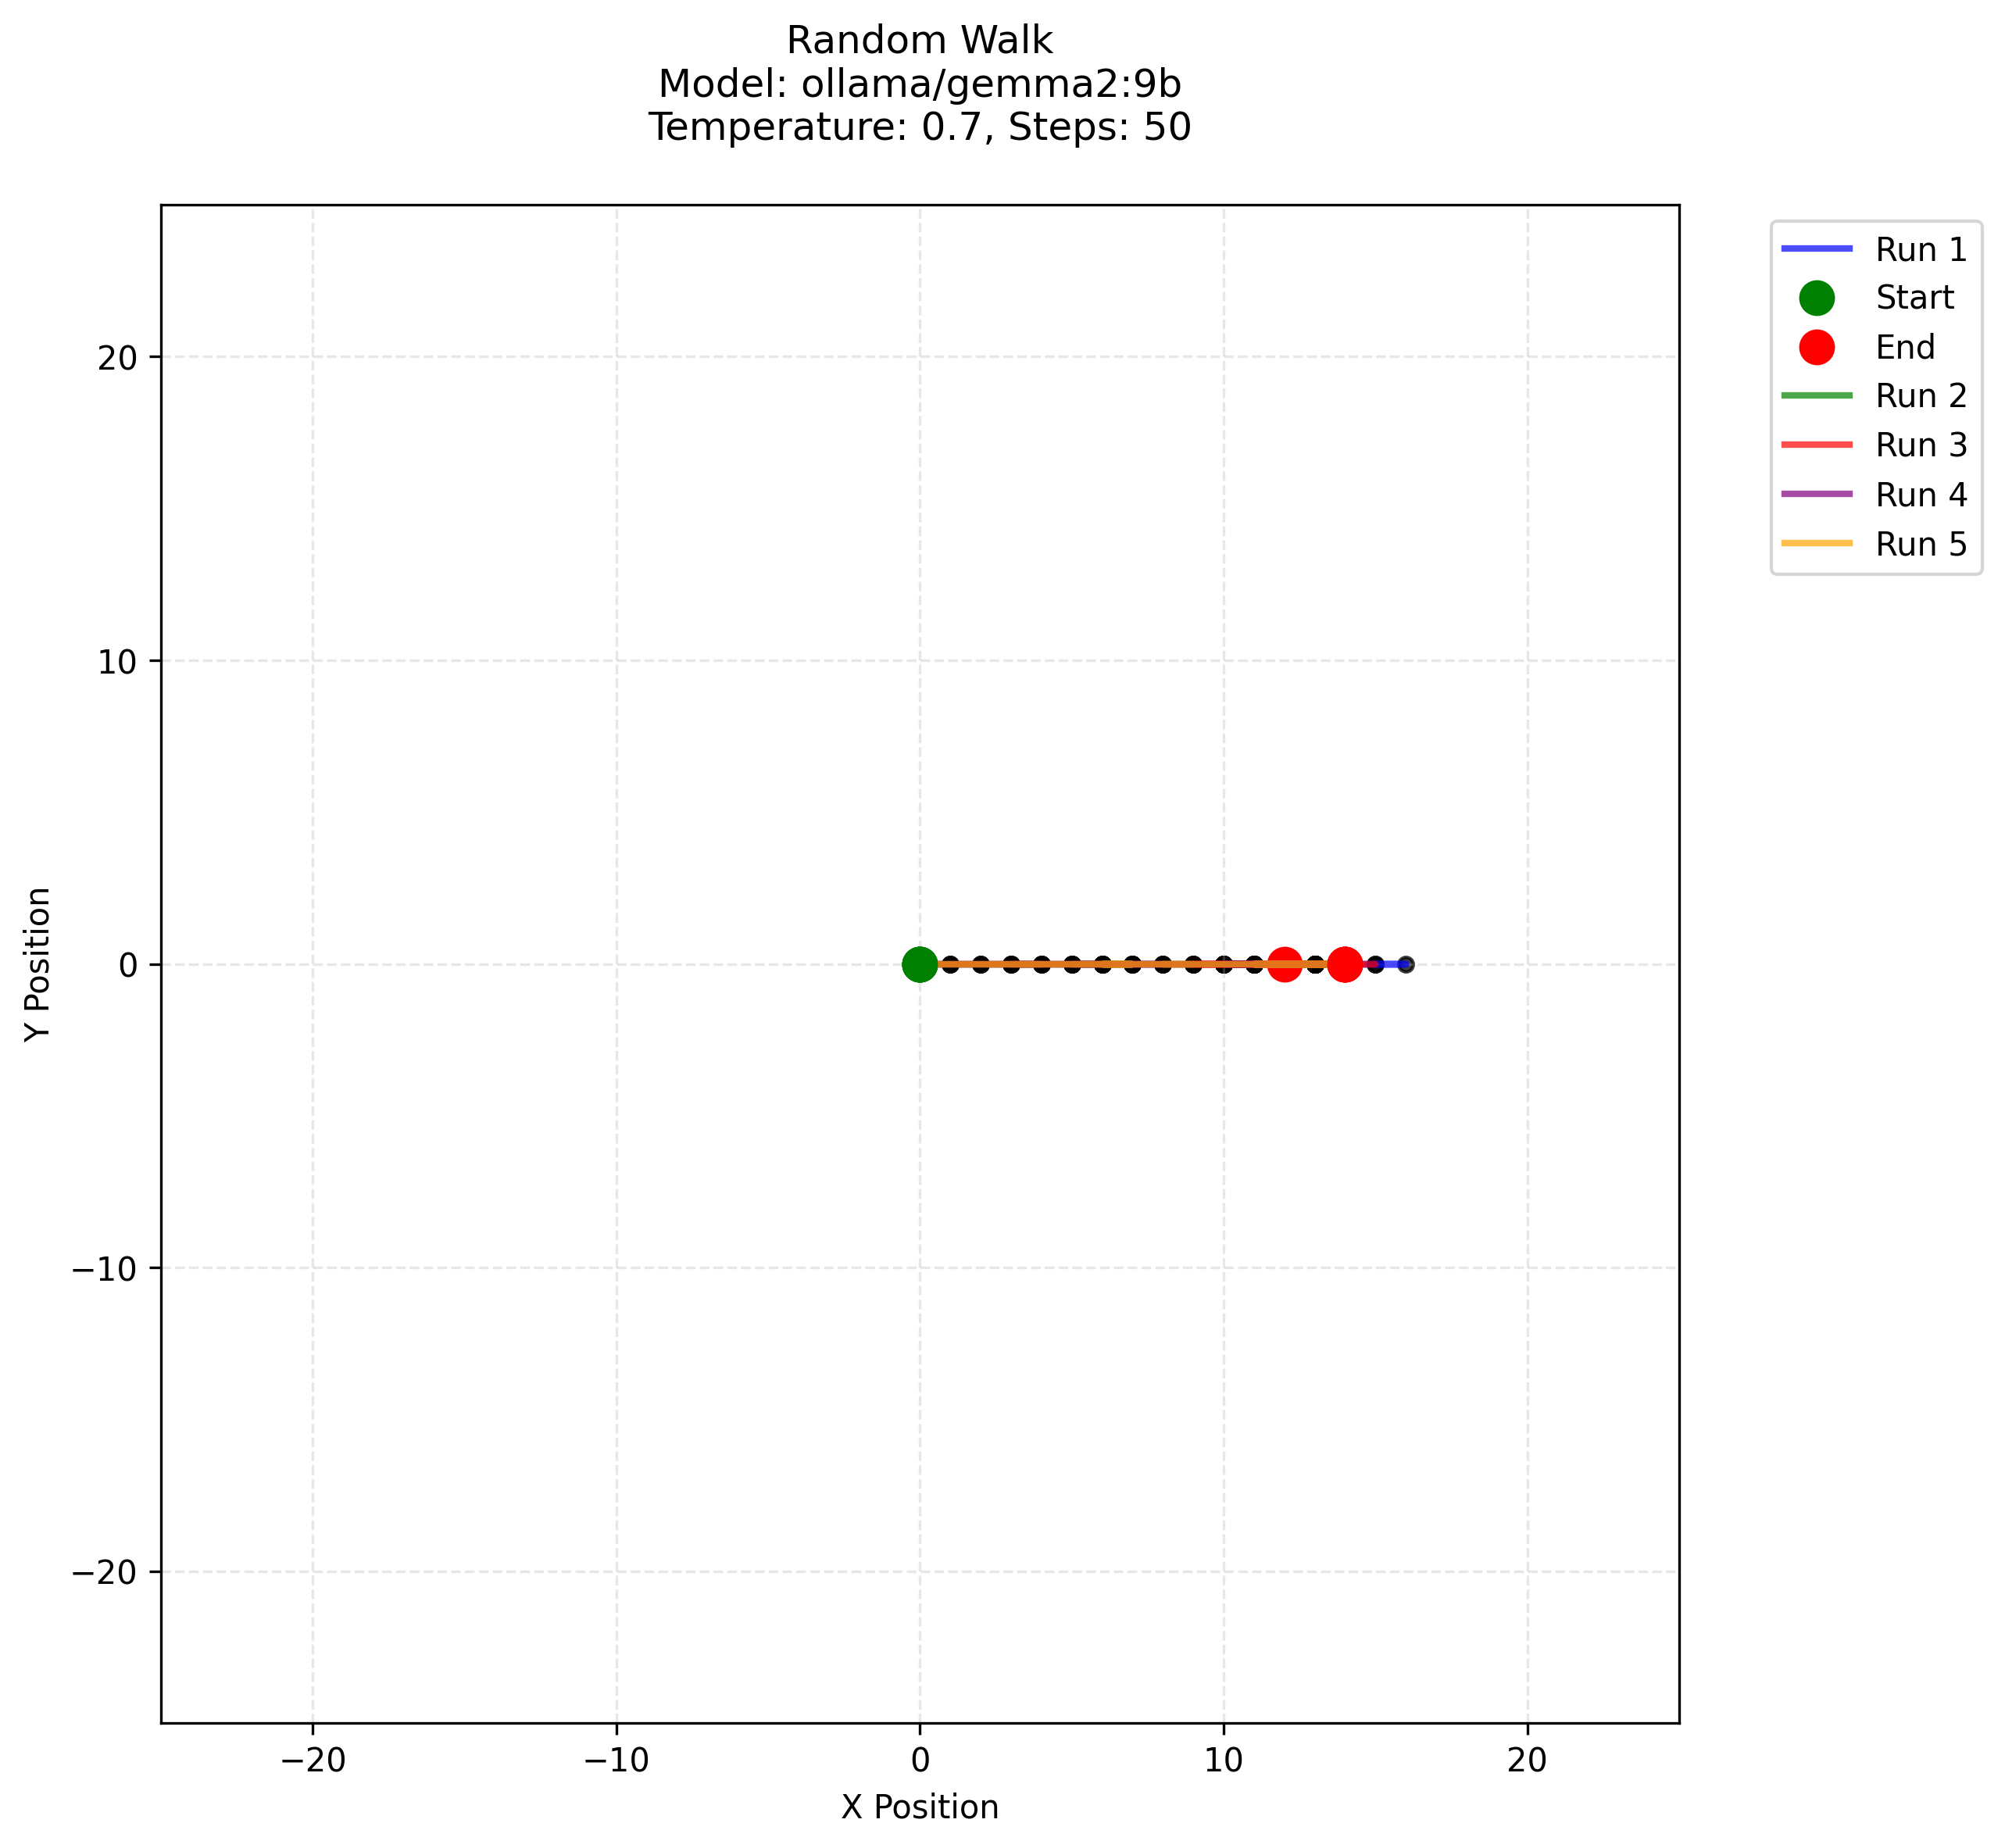 Random Walk
Model: ollama/gemma2:9b
Temperature: 0.7, Steps: 50
Run 1
Start
End
Run 2
Run 3
Run 4
Run 5
Y Position
20
10
0
−10
−20
−20
−10
0
10
20
X Position